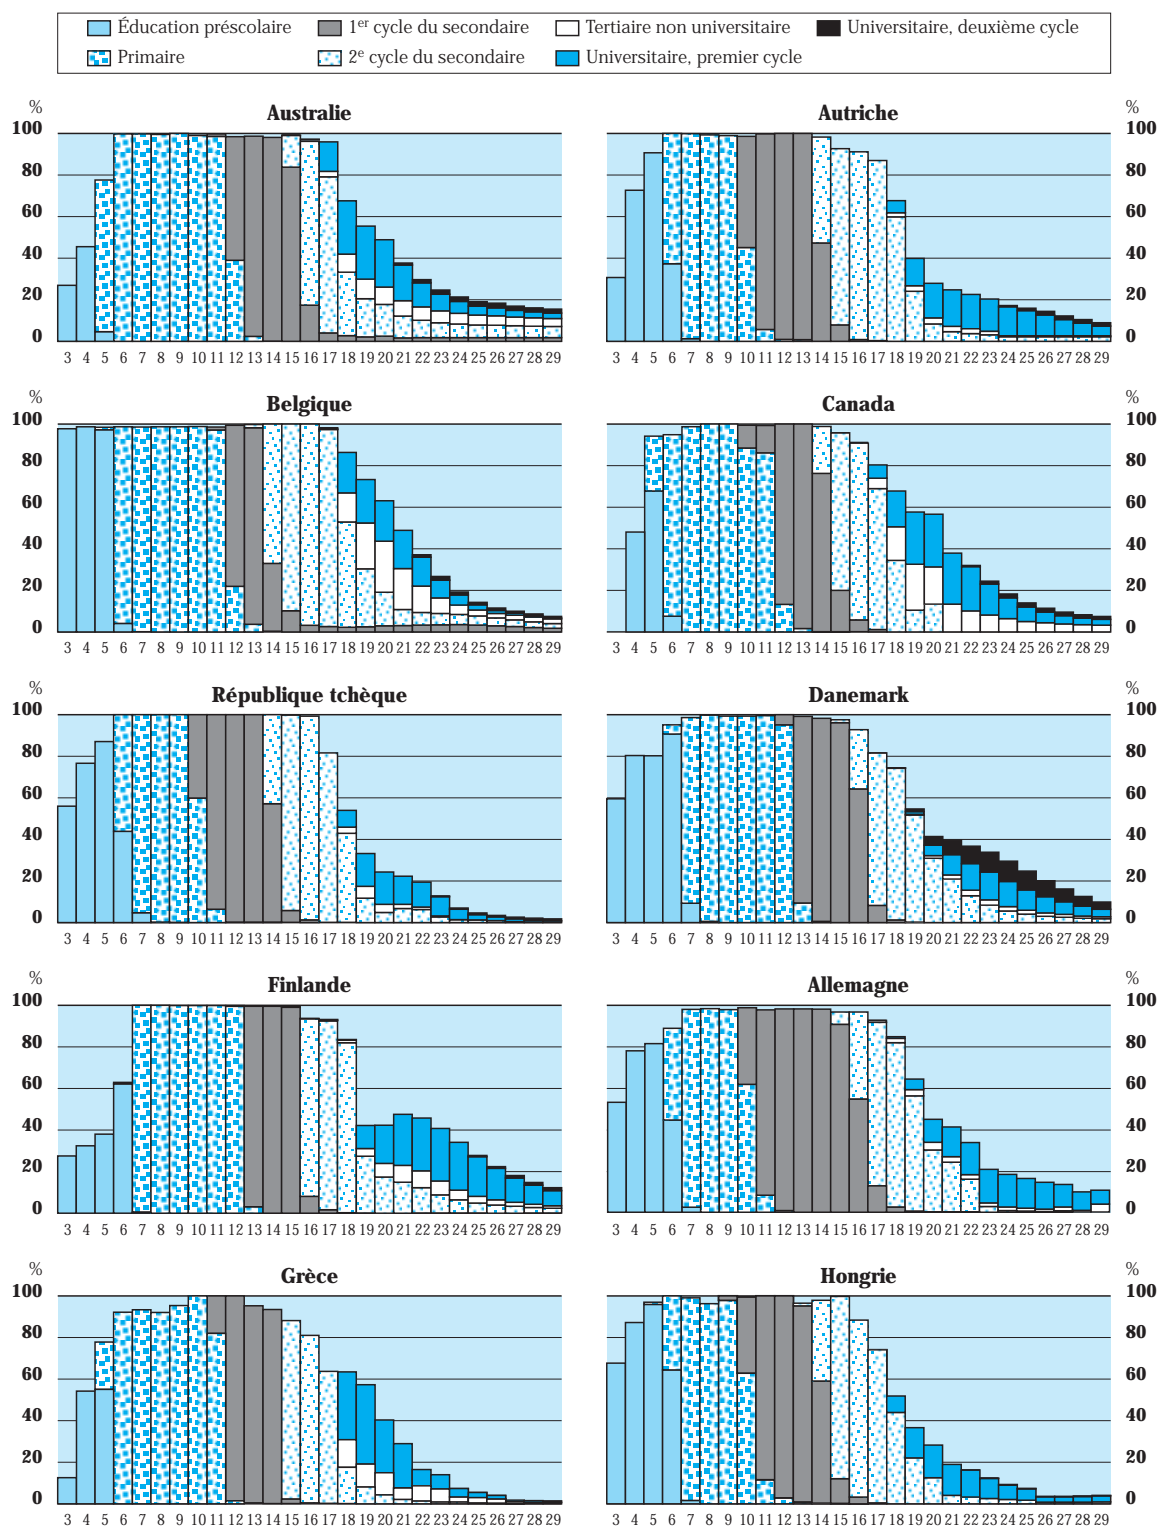 Éducation préscolaire 1er cycle du secondaire Tertiaire non universitaire Universitaire, deuxième cycle
Primaire 2e cycle du secondaire Universitaire, premier cycle
% Australie Autriche %
100 100
80 80
60 60
40 40
20 20
0 0
3 4 5 6 7 8 9 10 11 12 13 14 15 16 17 18 19 20 21 22 23 24 25 26 27 28 29 3 4 5 6 7 8 9 10 11 12 13 14 15 16 17 18 19 20 21 22 23 24 25 26 27 28 29
% Belgique Canada %
100 100
80 80
60 60
40 40
20 20
0 0
3 4 5 6 7 8 9 10 11 12 13 14 15 16 17 18 19 20 21 22 23 24 25 26 27 28 29 3 4 5 6 7 8 9 10 11 12 13 14 15 16 17 18 19 20 21 22 23 24 25 26 27 28 29
% République tchèque Danemark %
100 100
80 80
60 60
40 40
20 20
0 0
3 4 5 6 7 8 9 10 11 12 13 14 15 16 17 18 19 20 21 22 23 24 25 26 27 28 29 3 4 5 6 7 8 9 10 11 12 13 14 15 16 17 18 19 20 21 22 23 24 25 26 27 28 29
% Finlande Allemagne %
100 100
80 80
60 60
40 40
20 20
0 0
3 4 5 6 7 8 9 10 11 12 13 14 15 16 17 18 19 20 21 22 23 24 25 26 27 28 29 3 4 5 6 7 8 9 10 11 12 13 14 15 16 17 18 19 20 21 22 23 24 25 26 27 28 29
% Grèce Hongrie %
100 100
80 80
60 60
40 40
20 20
0 0
3 4 5 6 7 8 9 10 11 12 13 14 15 16 17 18 19 20 21 22 23 24 25 26 27 28 29 3 4 5 6 7 8 9 10 11 12 13 14 15 16 17 18 19 20 21 22 23 24 25 26 27 28 29